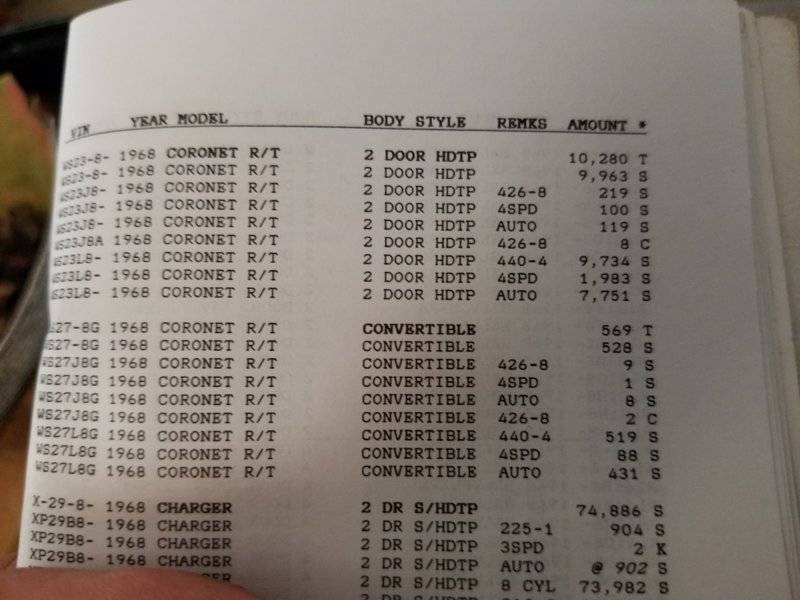 VIN YEAR MODEL BODY STYLE REMKS AMOUNT *
WS23-8- 1968 CORONET R/T 2 DOOR HDTP 10,280 T
WS23-8- 1968 CORONET R/T 2 DOOR HDTP 9,963 S
WS23J8- 1968 CORONET R/T 2 DOOR HDTP 426-8 219 S
WS23J8- 1968 CORONET R/T 2 DOOR HDTP 4SPD 100 S
WS23J8- 1968 CORONET R/T 2 DOOR HDTP AUTO 119 S
WS23J8A 1968 CORONET R/T 2 DOOR HDTP 426-8 8 C
WS23L8- 1968 CORONET R/T 2 DOOR HDTP 440-4 9,734 S
WS23L8- 1968 CORONET R/T 2 DOOR HDTP 4SPD 1,983 S
WS23L8- 1968 CORONET R/T 2 DOOR HDTP AUTO 7,751 S
WS27-8G 1968 CORONET R/T CONVERTIBLE 569 T
WS27-8G 1968 CORONET R/T CONVERTIBLE 528 S
WS27J8G 1968 CORONET R/T CONVERTIBLE 426-8 9 S
WS27J8G 1968 CORONET R/T CONVERTIBLE 4SPD 1 S
WS27J8G 1968 CORONET R/T CONVERTIBLE AUTO 8 S
WS27J8G 1968 CORONET R/T CONVERTIBLE 426-8 2 C
WS27L8G 1968 CORONET R/T CONVERTIBLE 440-4 519 S
WS27L8G 1968 CORONET R/T CONVERTIBLE 4SPD 88 S
WS27L8G 1968 CORONET R/T CONVERTIBLE AUTO 431 S
X-29-8- 1968 CHARGER 2 DR S/HDTP 74,886 S
XP29B8- 1968 CHARGER 2 DR S/HDTP 225-1 904 S
XP29B8- 1968 CHARGER 2 DR S/HDTP 3SPD 2 K
XP29B8- 1968 CHARGER 2 DR S/HDTP AUTO @ 902 S
CHARGER 2 DR S/HDTP 8 CYL 73,982 S